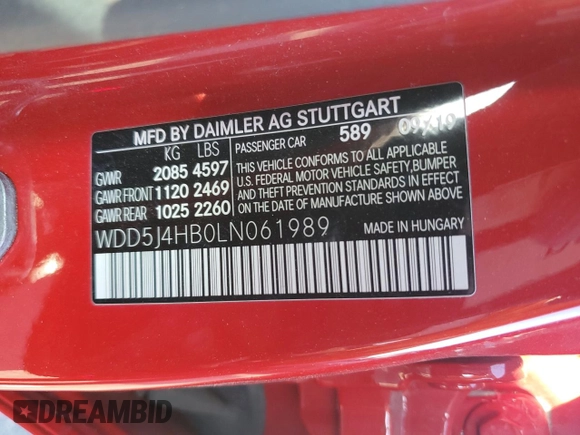 MFD BY DAIMLER AG STUTTGART
KG LBS PASSENGER CAR 589
GVWR 2085 4597
GAWR FRONT 1120 2469
GAWR REAR 1025 2260
THIS VEHICLE CONFORMS TO ALL APPLICABLE
U.S. FEDERAL MOTOR VEHICLE SAFETY, BUMPER
AND THEFT PREVENTION STANDARDS IN EFFECT
ON THE DATE OF MANUFACTURE SHOWN ABOVE.
WDD5J4HB0LN061989
MADE IN HUNGARY
DREAMBID